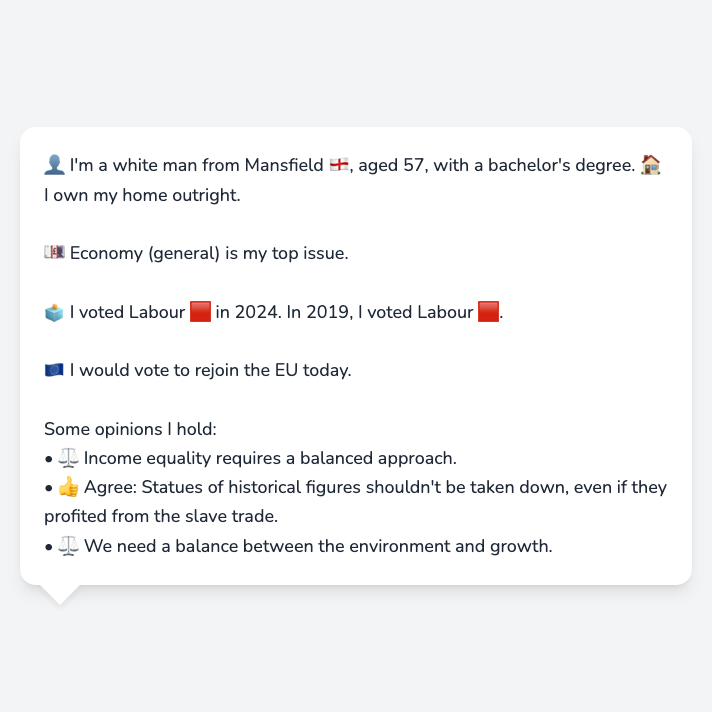 👤 I'm a white man from Mansfield 🏴󠁧󠁢󠁥󠁮󠁧󠁿, aged 57, with a bachelor's degree. 🏠
I own my home outright.
💷 Economy (general) is my top issue.
🗳️ I voted Labour 🟥 in 2024. In 2019, I voted Labour 🟥.
🇪🇺 I would vote to rejoin the EU today.
Some opinions I hold:
• ⚖️ Income equality requires a balanced approach.
• 👍 Agree: Statues of historical figures shouldn't be taken down, even if they
profited from the slave trade.
• ⚖️ We need a balance between the environment and growth.